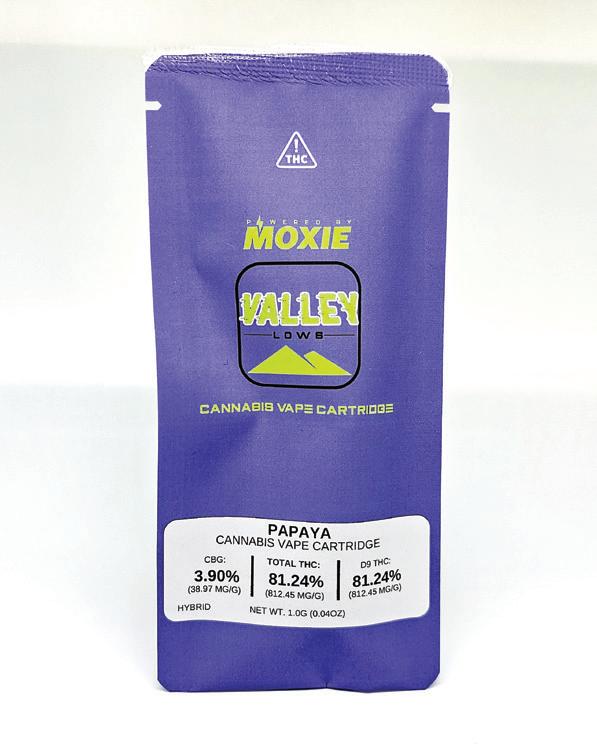 !
THC
POWERED BY
MOXIE
VALLEY
LOWS
CANNABIS VAPE CARTRIDGE
PAPAYA
CANNABIS VAPE CARTRIDGE
CBG:
3.90%
(38.97 MG/G)
TOTAL THC:
81.24%
(812.45 MG/G)
D9 THC:
81.24%
(812.45 MG/G)
HYBRID
NET WT. 1.0G (0.04OZ)